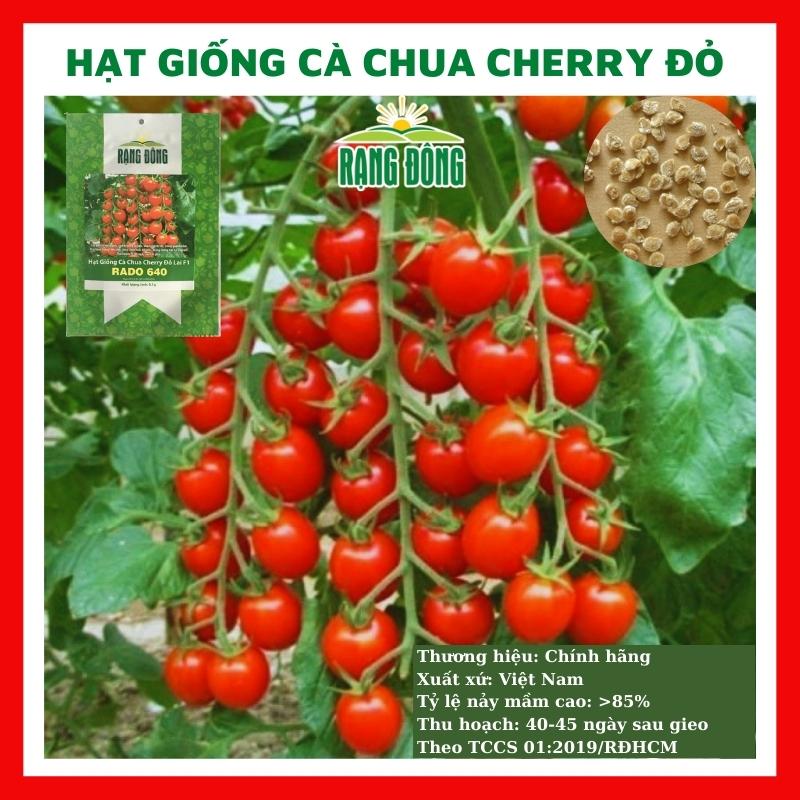 HẠT GIỐNG CÀ CHUA CHERRY ĐỎ
RẠNG ĐÔNG
RẠNG ĐÔNG
Hạt Giống Cà Chua Cherry Đỏ Lai F1
RADO 640
Thương hiệu: Chính hãng
Xuất xứ: Việt Nam
Tỷ lệ nảy mầm cao: >85%
Thu hoạch: 40-45 ngày sau gieo
Theo TCCS 01:2019/RĐHCM